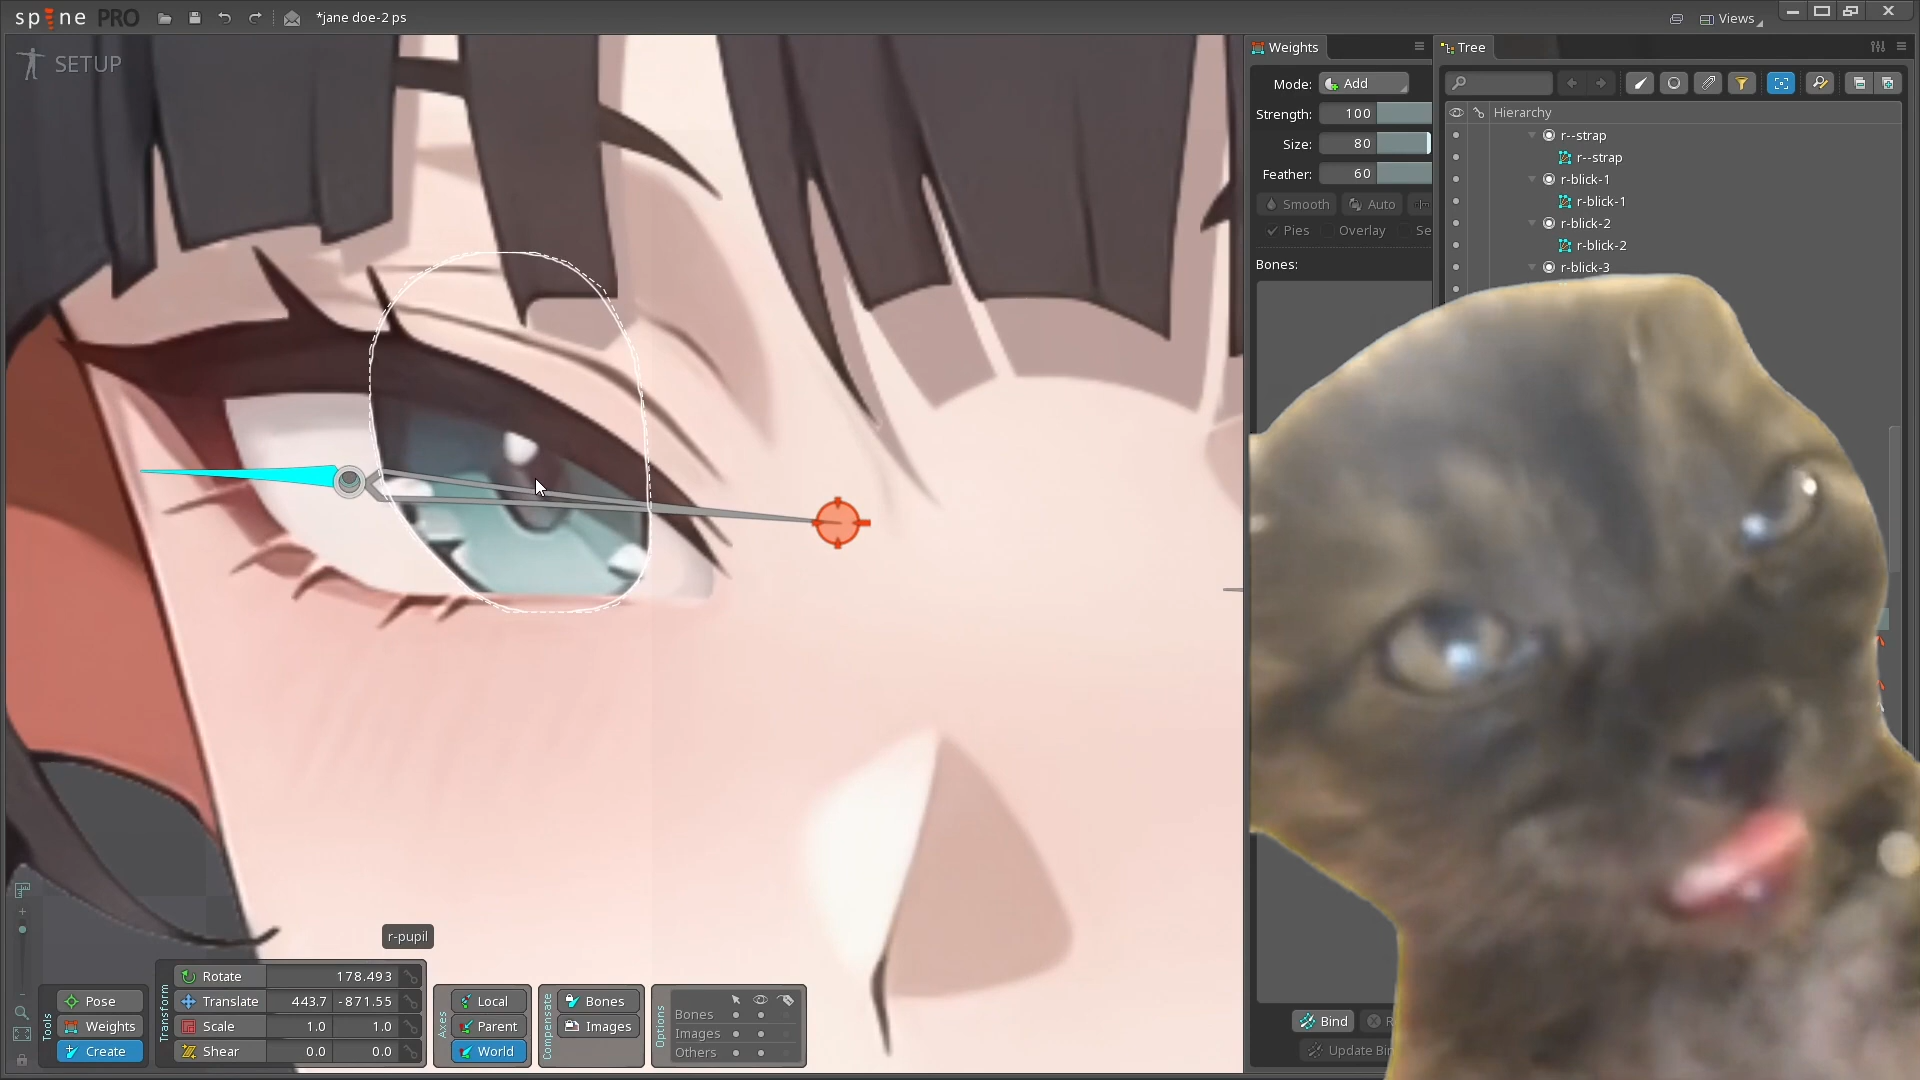 spine PRO
*jane doe-2 ps
Views
SETUP
Weights
Mode: Add
Strength: 100
Size: 80
Feather: 60
Smooth Auto
Pies Overlay Se
Bones:
Bind R
Update Bin
Tree
Hierarchy
r--strap
r--strap
r-blick-1
r-blick-1
r-blick-2
r-blick-2
r-blick-3
r-pupil
Tools
Pose
Weights
Create
Transform
Rotate 178.493
Translate 443.7 -871.55
Scale 1.0 1.0
Shear 0.0 0.0
Axes
Local
Parent
World
Compensate
Bones
Images
Options
Bones
Images
Others